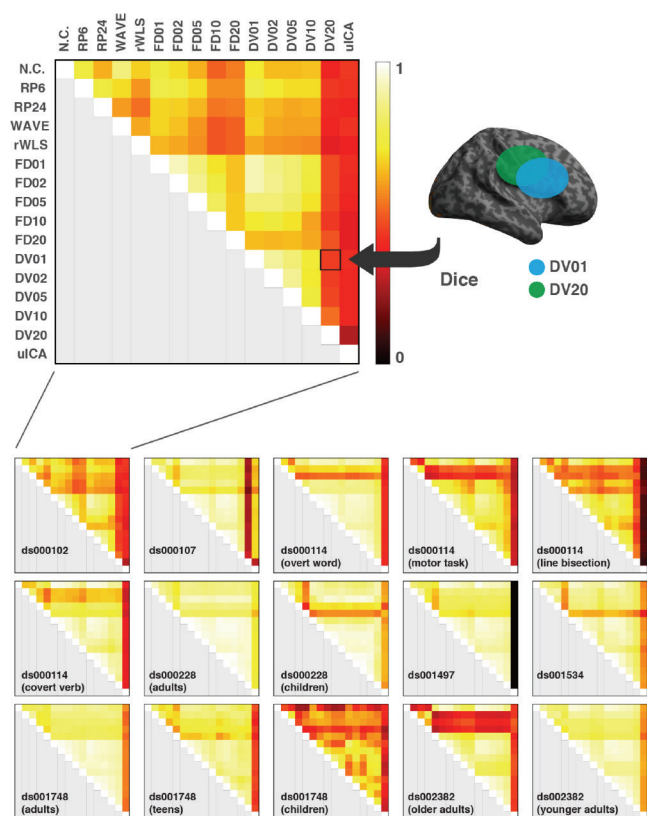 N.C. RP6 RP24 WAVE rWLS FD01 FD02 FD05 FD10 FD20 DV01 DV02 DV05 DV10 DV20 uICA
N.C.
RP6
RP24
WAVE
rWLS
FD01
FD02
FD05
FD10
FD20
DV01
DV02
DV05
DV10
DV20
uICA
1
0
Dice
DV01
DV20
ds000102
ds000107
ds000114
(overt word)
ds000114
(motor task)
ds000114
(line bisection)
ds000114
(covert verb)
ds000228
(adults)
ds000228
(children)
ds001497
ds001534
ds001748
(adults)
ds001748
(teens)
ds001748
(children)
ds002382
(older adults)
ds002382
(younger adults)